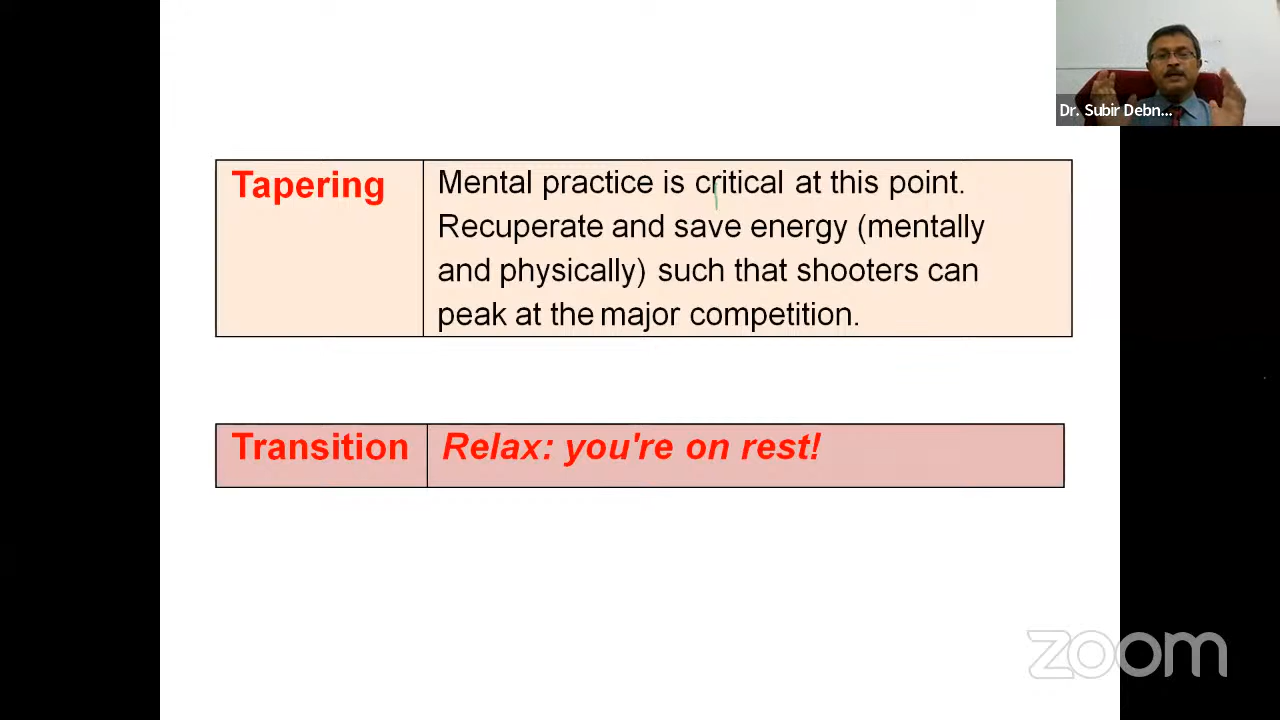 Dr. Subir Debn...
Tapering
Mental practice is critical at this point.
Recuperate and save energy (mentally
and physically) such that shooters can
peak at the major competition.
Transition
Relax: you're on rest!
zoom